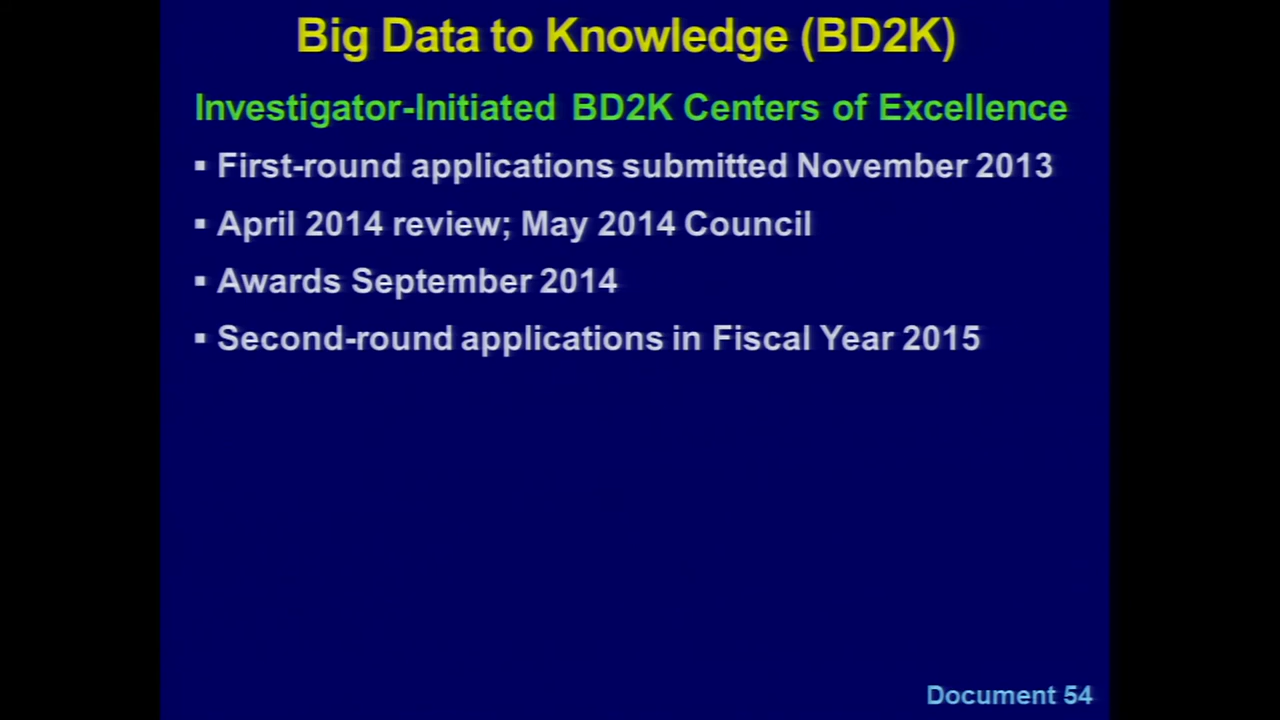 Big Data to Knowledge (BD2K)
Investigator-Initiated BD2K Centers of Excellence
▪ First-round applications submitted November 2013
▪ April 2014 review; May 2014 Council
▪ Awards September 2014
▪ Second-round applications in Fiscal Year 2015
Document 54